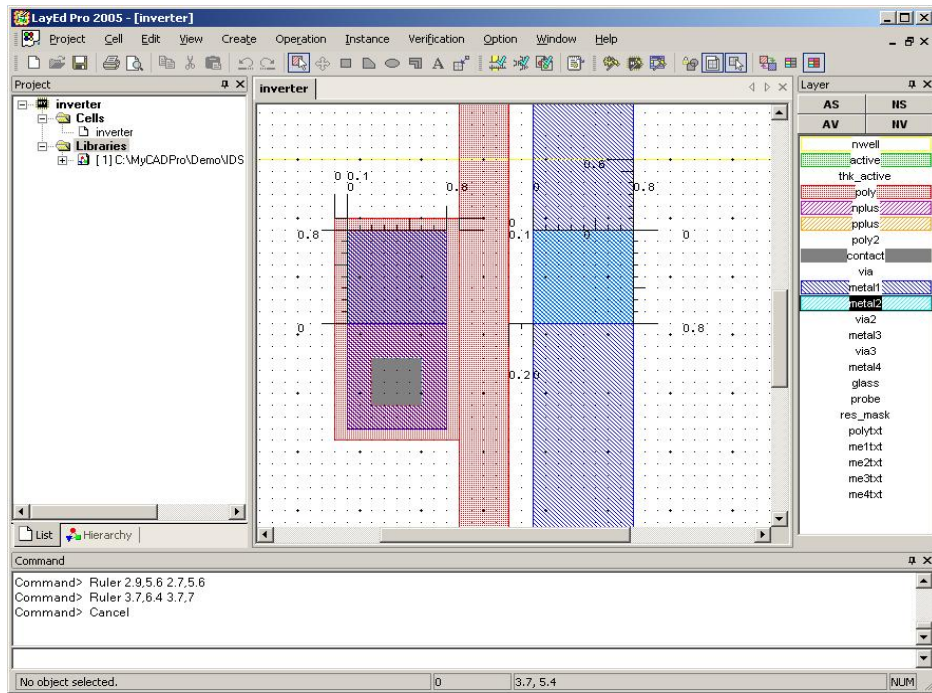 LayEd Pro 2005 - [inverter]
Project Cell Edit View Create Operation Instance Verification Option Window Help
Project
inverter
Cells
inverter
Libraries
[ 1] C:\MyCADPro\Demo\IDS
List Hierarchy
inverter
0.6
0 0.1
0 0.8 0 0.8
0
0.8 0.1 0 0
0 0.8
0.20
Layer
AS NS
AV NV
nwell
active
thk_active
poly
nplus
pplus
poly2
contact
via
metal1
metal2
via2
metal3
via3
metal4
glass
probe
res_mask
polytxt
me1txt
me2txt
me3txt
me4txt
Command
Command> Ruler 2.9,5.6 2.7,5.6
Command> Ruler 3.7,6.4 3.7,7
Command> Cancel
No object selected. 0 3.7, 5.4 NUM